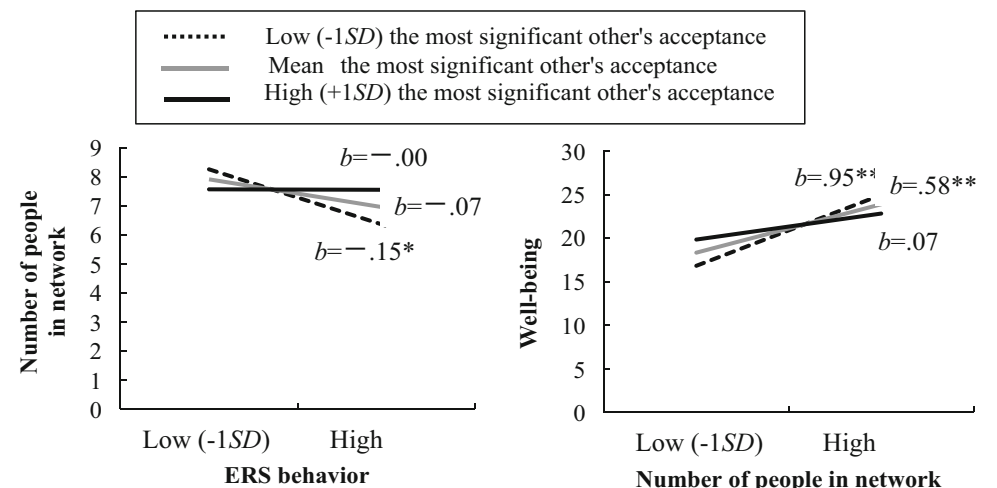 Low (-1SD) the most significant other's acceptance
Mean the most significant other's acceptance
High (+1SD) the most significant other's acceptance
9
8
7
6
5
4
3
2
1
0
Number of people
in network
b=−.00
b=−.07
b=−.15*
Low (-1SD) High
ERS behavior
30
25
20
15
10
5
0
Well-being
b=.95**
b=.58**
b=.07
Low (-1SD) High
Number of people in network